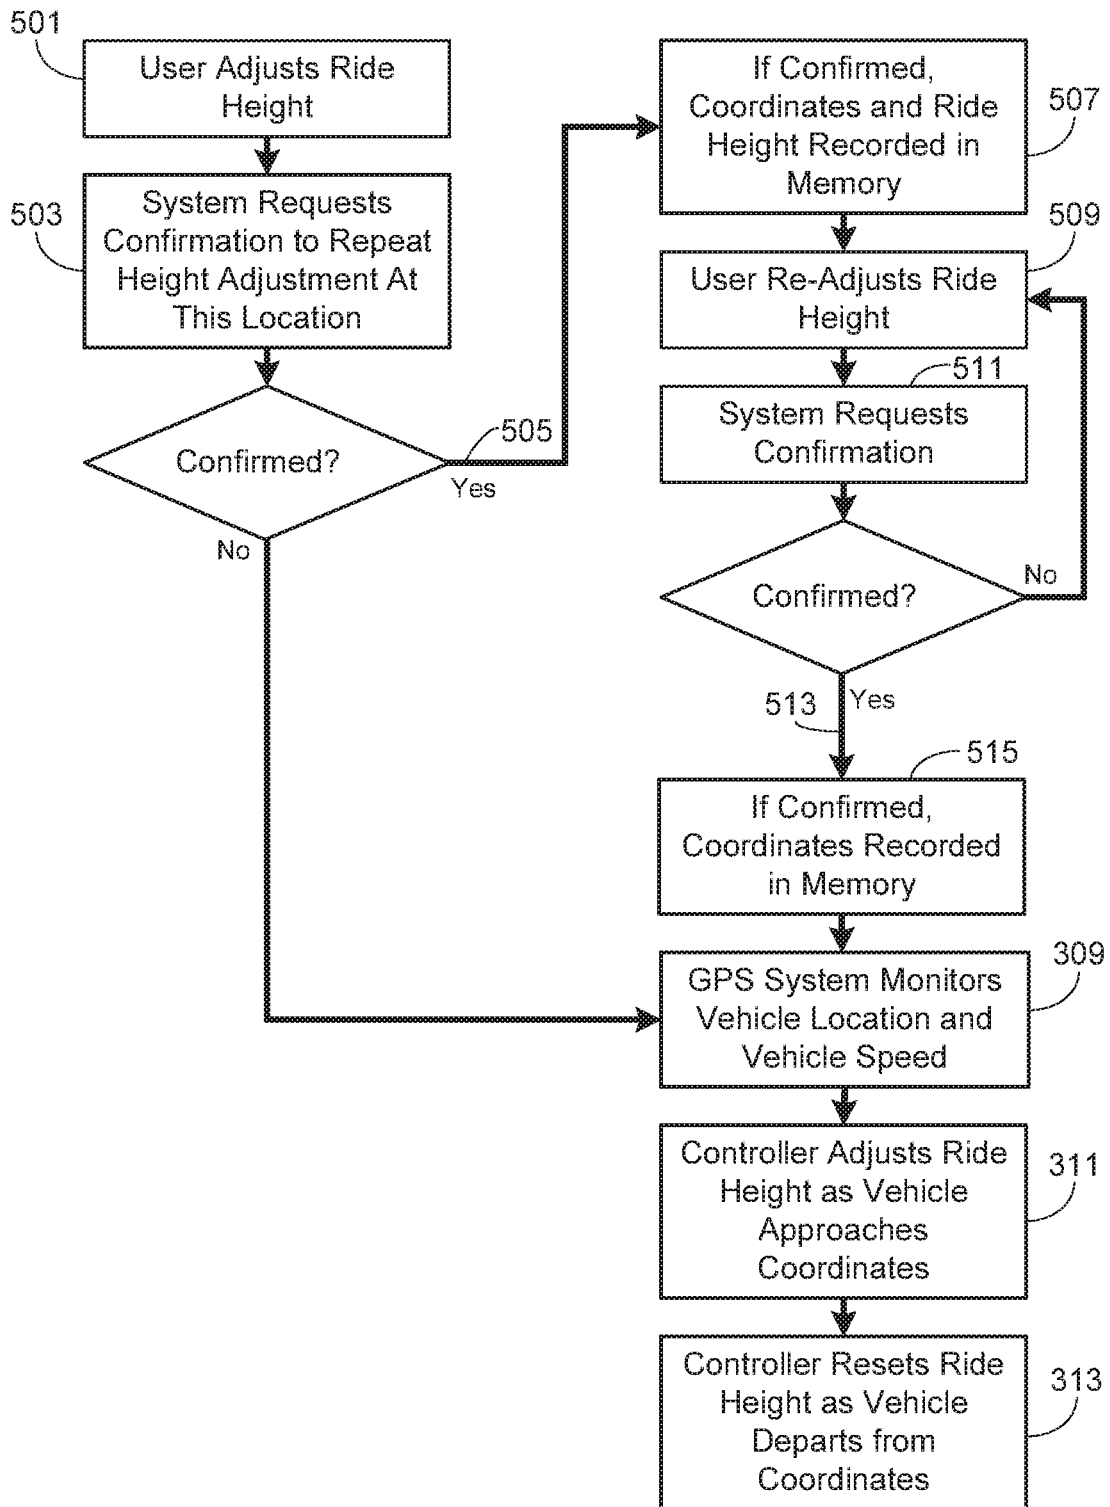 501
User Adjusts Ride
Height
503
System Requests
Confirmation to Repeat
Height Adjustment At
This Location
Confirmed?
505
Yes
No
If Confirmed,
Coordinates and Ride
Height Recorded in
Memory
507
509
User Re-Adjusts Ride
Height
511
System Requests
Confirmation
Confirmed?
No
Yes
513
515
If Confirmed,
Coordinates Recorded
in Memory
309
GPS System Monitors
Vehicle Location and
Vehicle Speed
Controller Adjusts Ride
Height as Vehicle
Approaches
Coordinates
311
Controller Resets Ride
Height as Vehicle
Departs from
Coordinates
313